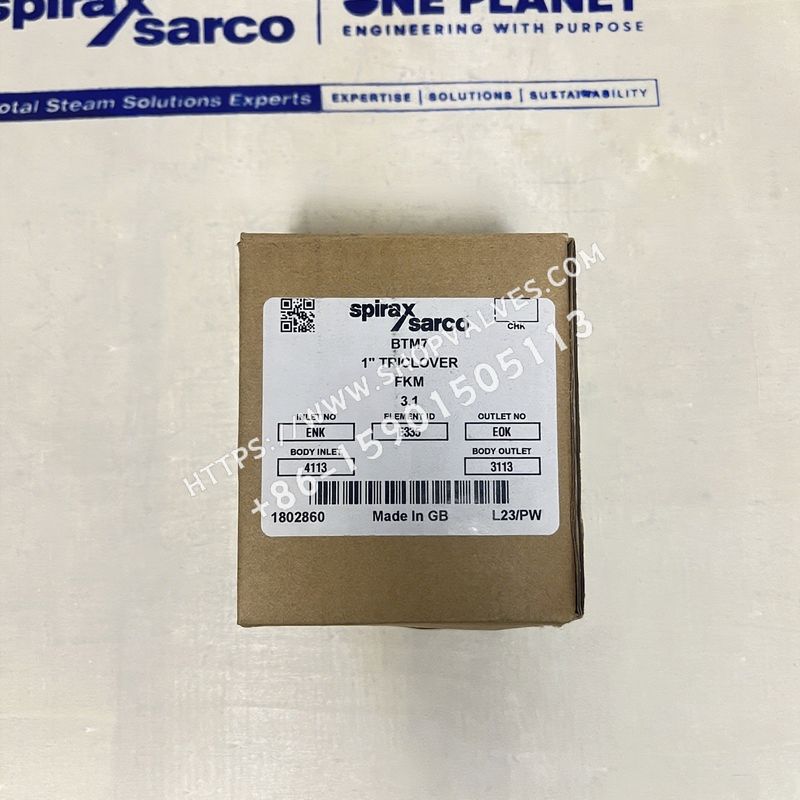 spirax
sarco
ONE PLANET
ENGINEERING WITH PURPOSE
otal Steam Solutions Experts
EXPERTISE | SOLUTIONS | SUSTAINABILITY
spirax
sarco
CHK
BTM7
1" TRICLOVER
FKM
3.1
INLET NO ELEMENT ID OUTLET NO
ENK EOK
BODY INLET BODY OUTLET
4113 3113
1802860 Made In GB L23/PW
HTTPS://WWW.SHOPVALVES.COM
+86-15901505113